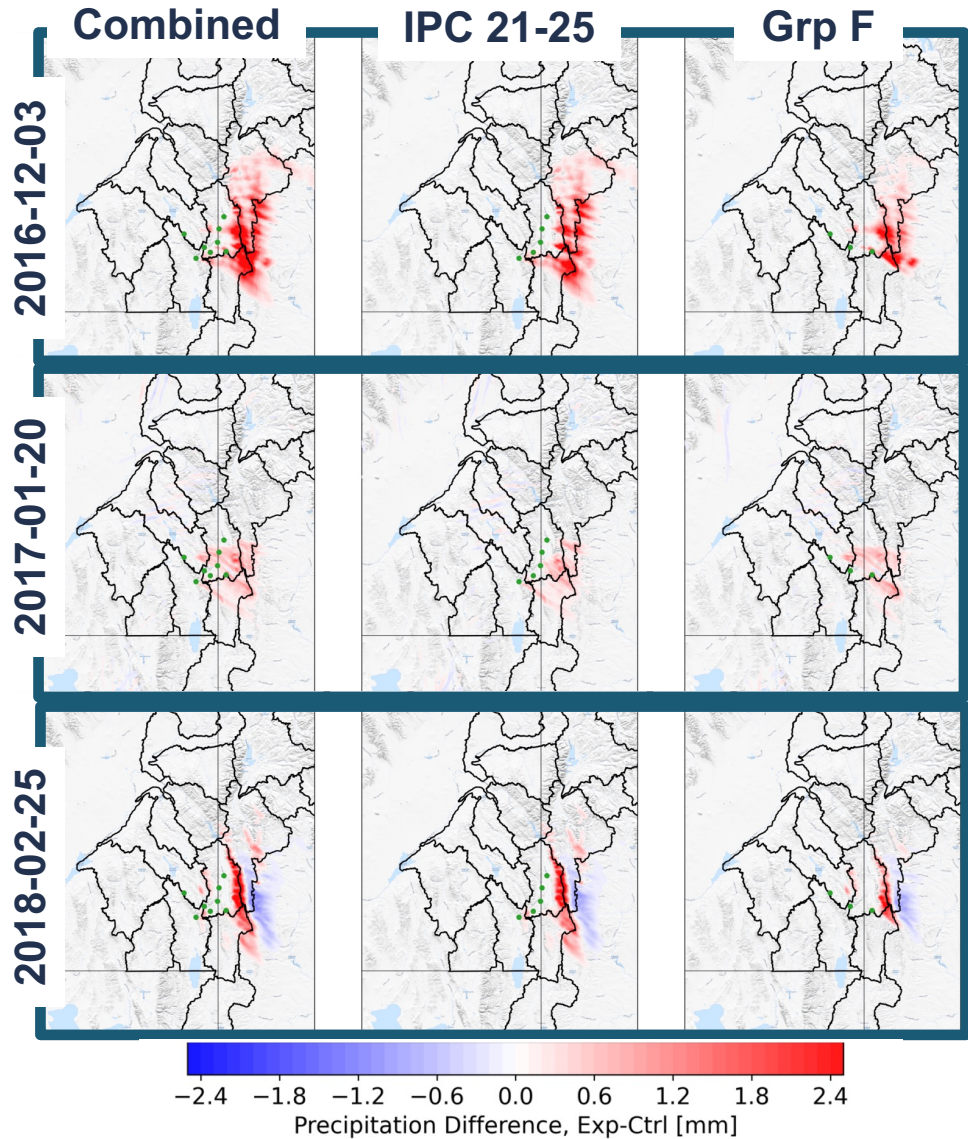 Combined IPC 21-25 Grp F
2016-12-03
2017-01-20
2018-02-25
−2.4 −1.8 −1.2 −0.6 0.0 0.6 1.2 1.8 2.4
Precipitation Difference, Exp-Ctrl [mm]